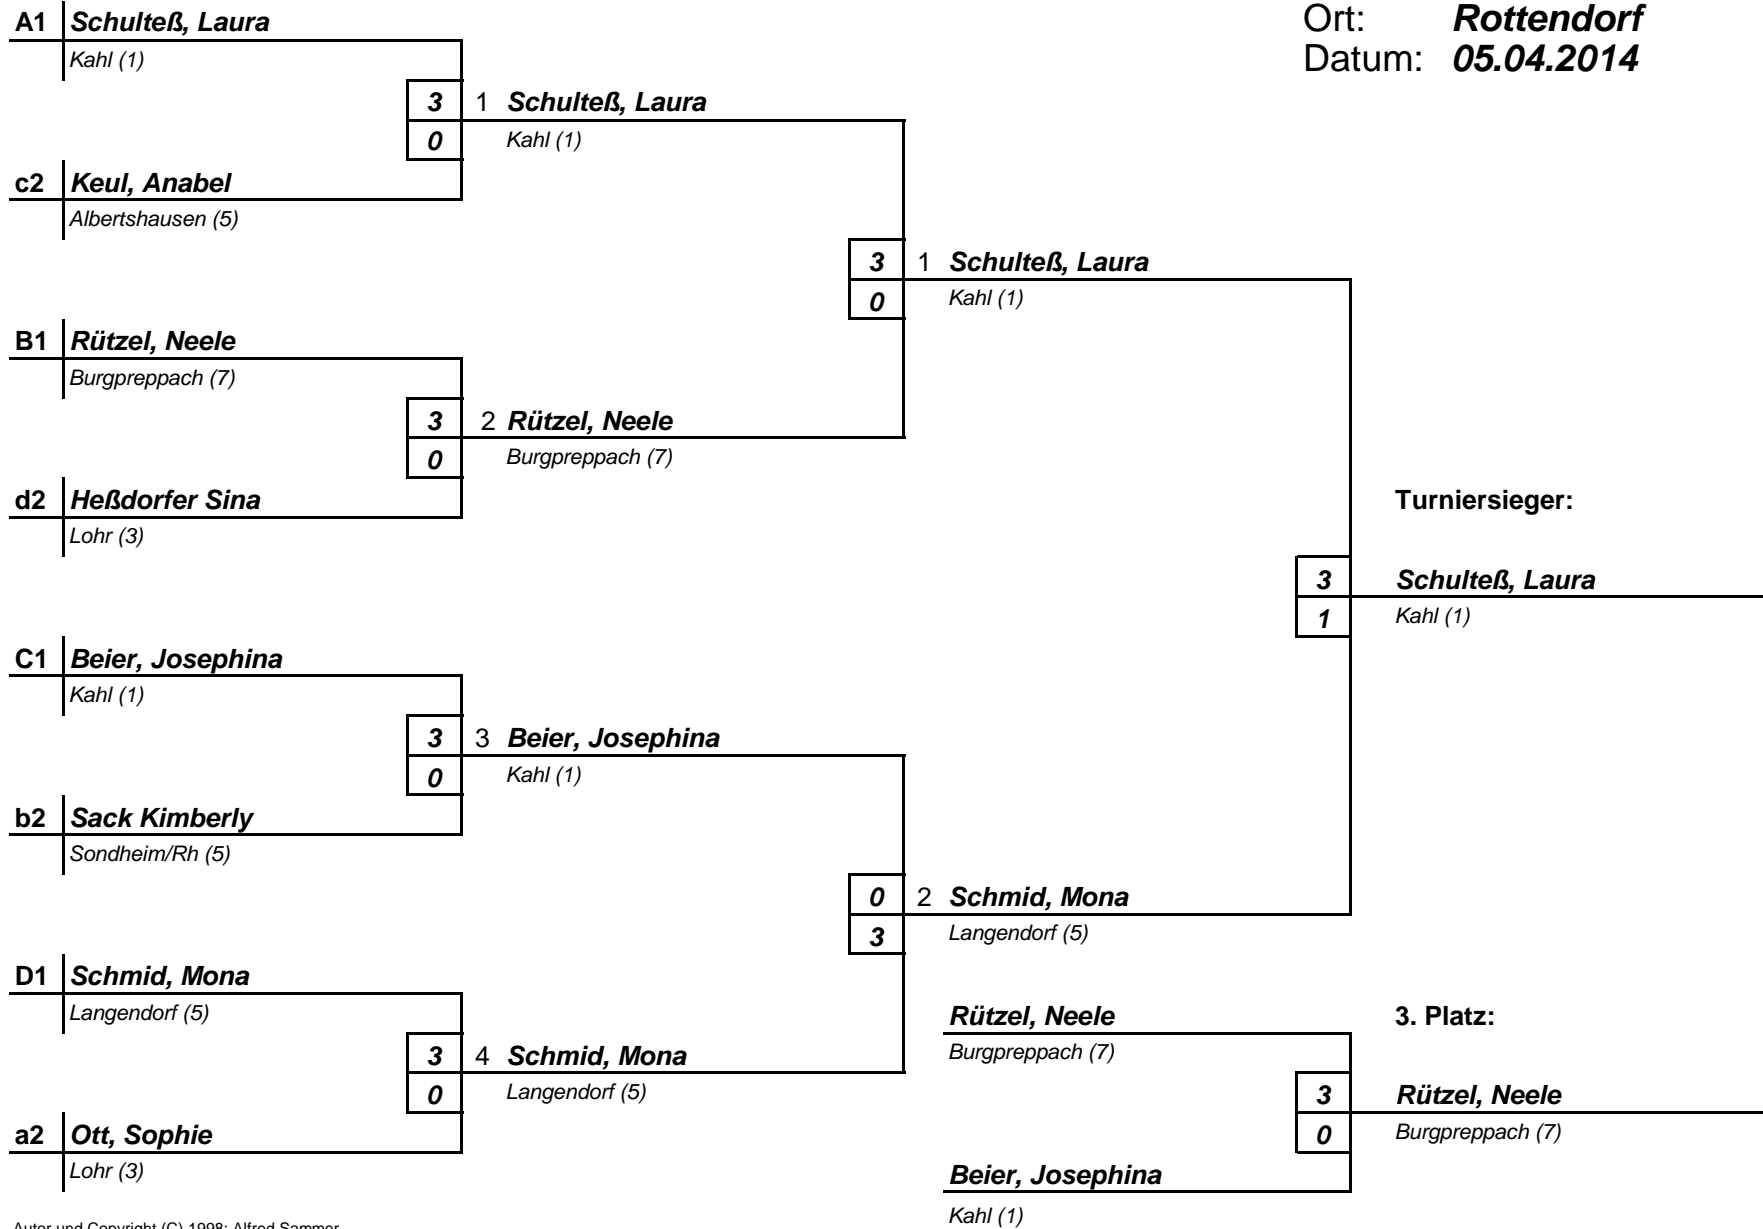 Ort: Rottendorf
Datum: 05.04.2014
A1 Schulteß, Laura
Kahl (1)
3 1 Schulteß, Laura
0 Kahl (1)
c2 Keul, Anabel
Albertshausen (5)
3 1 Schulteß, Laura
0 Kahl (1)
B1 Rützel, Neele
Burgpreppach (7)
3 2 Rützel, Neele
0 Burgpreppach (7)
d2 Heßdorfer Sina
Lohr (3)
Turniersieger:
3 Schulteß, Laura
1 Kahl (1)
C1 Beier, Josephina
Kahl (1)
3 3 Beier, Josephina
0 Kahl (1)
b2 Sack Kimberly
Sondheim/Rh (5)
0 2 Schmid, Mona
3 Langendorf (5)
D1 Schmid, Mona
Langendorf (5)
3 4 Schmid, Mona
0 Langendorf (5)
a2 Ott, Sophie
Lohr (3)
Rützel, Neele
Burgpreppach (7)
3. Platz:
3 Rützel, Neele
0 Burgpreppach (7)
Beier, Josephina
Kahl (1)
Autor und Copyright (C) 1998: Alfred Sammer